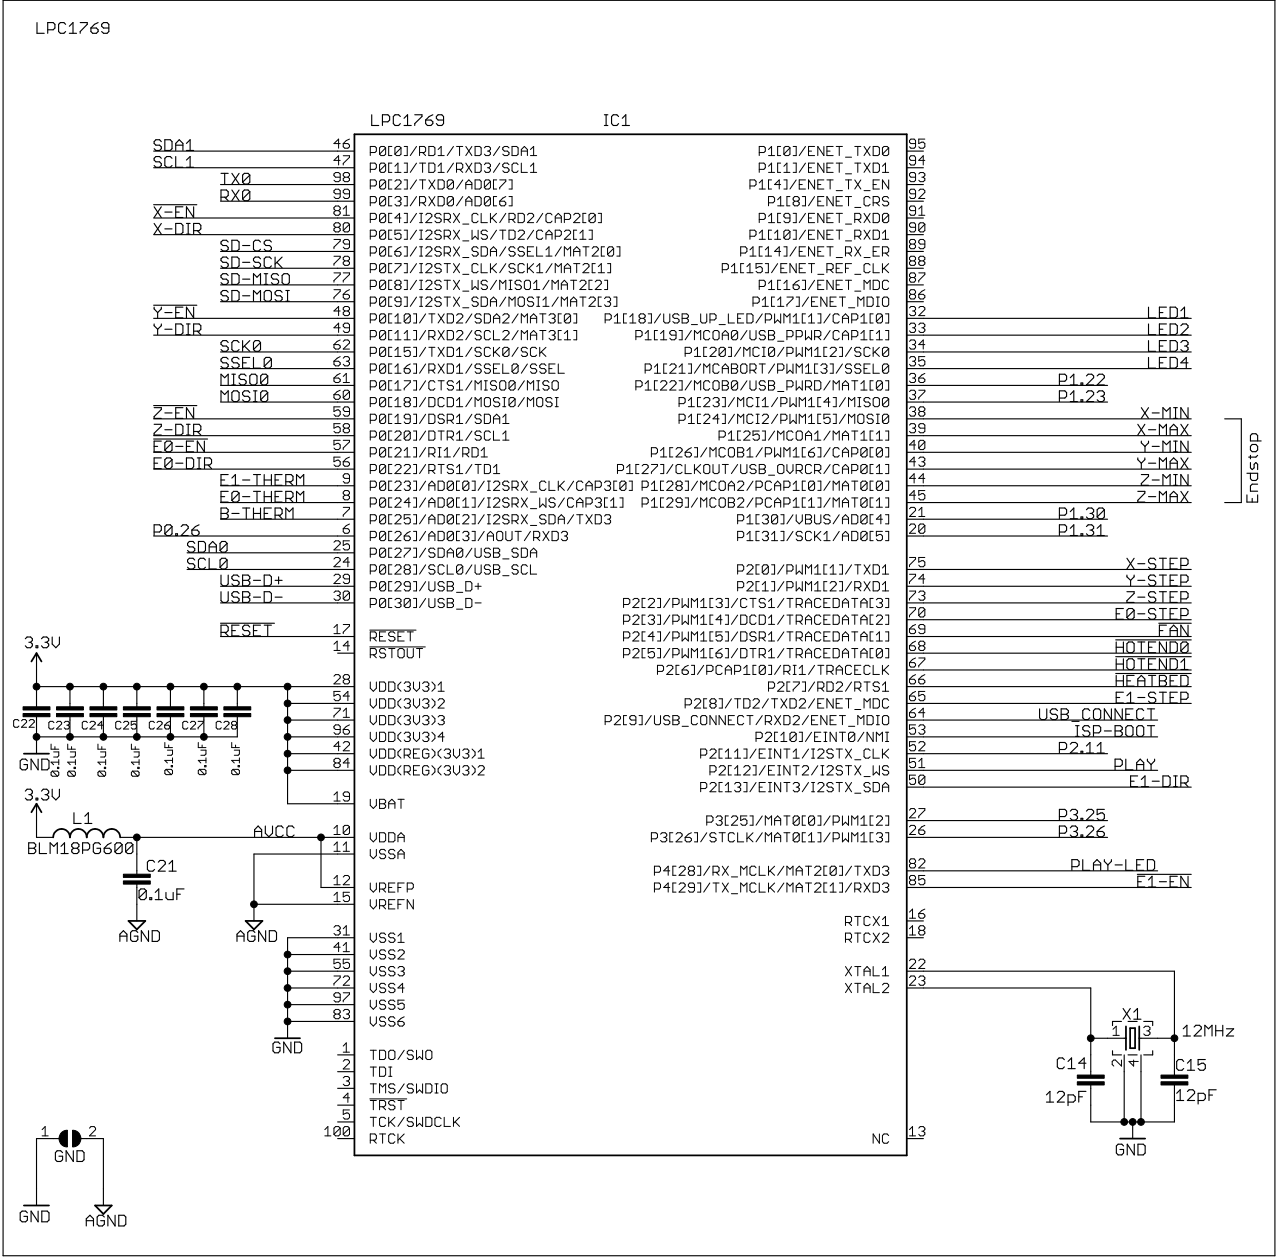 LPC1769
LPC1769 IC1
SDA1 46 P0[0]/RD1/TXD3/SDA1 P1[0]/ENET_TXD0 95
SCL1 47 P0[1]/TD1/RXD3/SCL1 P1[1]/ENET_TXD1 94
TX0 98 P0[2]/TXD0/AD0[7] P1[4]/ENET_TX_EN 93
RX0 99 P0[3]/RXD0/AD0[6] P1[8]/ENET_CRS 92
X-EN 81 P0[4]/I2SRX_CLK/RD2/CAP2[0] P1[9]/ENET_RXD0 91
X-DIR 80 P0[5]/I2SRX_WS/TD2/CAP2[1] P1[10]/ENET_RXD1 90
SD-CS 79 P0[6]/I2SRX_SDA/SSEL1/MAT2[0] P1[14]/ENET_RX_ER 89
SD-SCK 78 P0[7]/I2STX_CLK/SCK1/MAT2[1] P1[15]/ENET_REF_CLK 88
SD-MISO 77 P0[8]/I2STX_WS/MISO1/MAT2[2] P1[16]/ENET_MDC 87
SD-MOSI 76 P0[9]/I2STX_SDA/MOSI1/MAT2[3] P1[17]/ENET_MDIO 86
Y-EN 48 P0[10]/TXD2/SDA2/MAT3[0] P1[18]/USB_UP_LED/PWM1[1]/CAP1[0] 32 LED1
Y-DIR 49 P0[11]/RXD2/SCL2/MAT3[1] P1[19]/MCOA0/USB_PPWR/CAP1[1] 33 LED2
SCK0 62 P0[15]/TXD1/SCK0/SCK P1[20]/MCI0/PWM1[2]/SCK0 34 LED3
SSEL0 63 P0[16]/RXD1/SSEL0/SSEL P1[21]/MCABORT/PWM1[3]/SSEL0 35 LED4
MISO0 61 P0[17]/CTS1/MISO0/MISO P1[22]/MCOB0/USB_PWRD/MAT1[0] 36 P1.22
MOSI0 60 P0[18]/DCD1/MOSI0/MOSI P1[23]/MCI1/PWM1[4]/MISO0 37 P1.23
Z-EN 59 P0[19]/DSR1/SDA1 P1[24]/MCI2/PWM1[5]/MOSI0 38 X-MIN
Z-DIR 58 P0[20]/DTR1/SCL1 P1[25]/MCOA1/MAT1[1] 39 X-MAX
E0-EN 57 P0[21]/RI1/RD1 P1[26]/MCOB1/PWM1[6]/CAP0[0] 40 Y-MIN
E0-DIR 56 P0[22]/RTS1/TD1 P1[27]/CLKOUT/USB_OVRCR/CAP0[1] 43 Y-MAX
E1-THERM 9 P0[23]/AD0[0]/I2SRX_CLK/CAP3[0] P1[28]/MCOA2/PCAP1[0]/MAT0[0] 44 Z-MIN
E0-THERM 8 P0[24]/AD0[1]/I2SRX_WS/CAP3[1] P1[29]/MCOB2/PCAP1[1]/MAT0[1] 45 Z-MAX
Endstop
B-THERM 7 P0[25]/AD0[2]/I2SRX_SDA/TXD3 P1[30]/VBUS/AD0[4] 21 P1.30
P0.26 6 P0[26]/AD0[3]/AOUT/RXD3 P1[31]/SCK1/AD0[5] 20 P1.31
SDA0 25 P0[27]/SDA0/USB_SDA
SCL0 24 P0[28]/SCL0/USB_SCL P2[0]/PWM1[1]/TXD1 75 X-STEP
USB-D+ 29 P0[29]/USB_D+ P2[1]/PWM1[2]/RXD1 74 Y-STEP
USB-D- 30 P0[30]/USB_D- P2[2]/PWM1[3]/CTS1/TRACEDATA[3] 73 Z-STEP
P2[3]/PWM1[4]/DCD1/TRACEDATA[2] 70 E0-STEP
RESET 17 RESET P2[4]/PWM1[5]/DSR1/TRACEDATA[1] 69 FAN
14 RSTOUT P2[5]/PWM1[6]/DTR1/TRACEDATA[0] 68 HOTEND0
P2[6]/PCAP1[0]/RI1/TRACECLK 67 HOTEND1
3.3V
28 VDD(3V3)1 P2[7]/RD2/RTS1 66 HEATBED
54 VDD(3V3)2 P2[8]/TD2/TXD2/ENET_MDC 65 E1-STEP
C22 C23 C24 C25 C26 C27 C28
71 VDD(3V3)3 P2[9]/USB_CONNECT/RXD2/ENET_MDIO 64 USB_CONNECT
96 VDD(3V3)4 P2[10]/EINT0/NMI 53 ISP-BOOT
42 VDD(REG)(3V3)1 P2[11]/EINT1/I2STX_CLK 52 P2.11
GND 0.1uF 0.1uF 0.1uF 0.1uF 0.1uF 0.1uF 0.1uF
84 VDD(REG)(3V3)2 P2[12]/EINT2/I2STX_WS 51 PLAY
P2[13]/EINT3/I2STX_SDA 50 E1-DIR
3.3V
19 VBAT
L1
BLM18PG600
P3[25]/MAT0[0]/PWM1[2] 27 P3.25
AVCC 10 VDDA P3[26]/STCLK/MAT0[1]/PWM1[3] 26 P3.26
11 VSSA
C21
0.1uF
P4[28]/RX_MCLK/MAT2[0]/TXD3 82 PLAY-LED
12 VREFP P4[29]/TX_MCLK/MAT2[1]/RXD3 85 E1-EN
15 VREFN
RTCX1 16
AGND AGND
31 VSS1 RTCX2 18
41 VSS2
55 VSS3 XTAL1 22
72 VSS4 XTAL2 23
97 VSS5
83 VSS6
GND
X1
1 3 12MHz
2 4
C14 C15
12pF 12pF
GND
1 TDO/SWO
2 TDI
3 TMS/SWDIO
4 TRST
5 TCK/SWDCLK
100 RTCK NC 13
1 2
GND
GND AGND